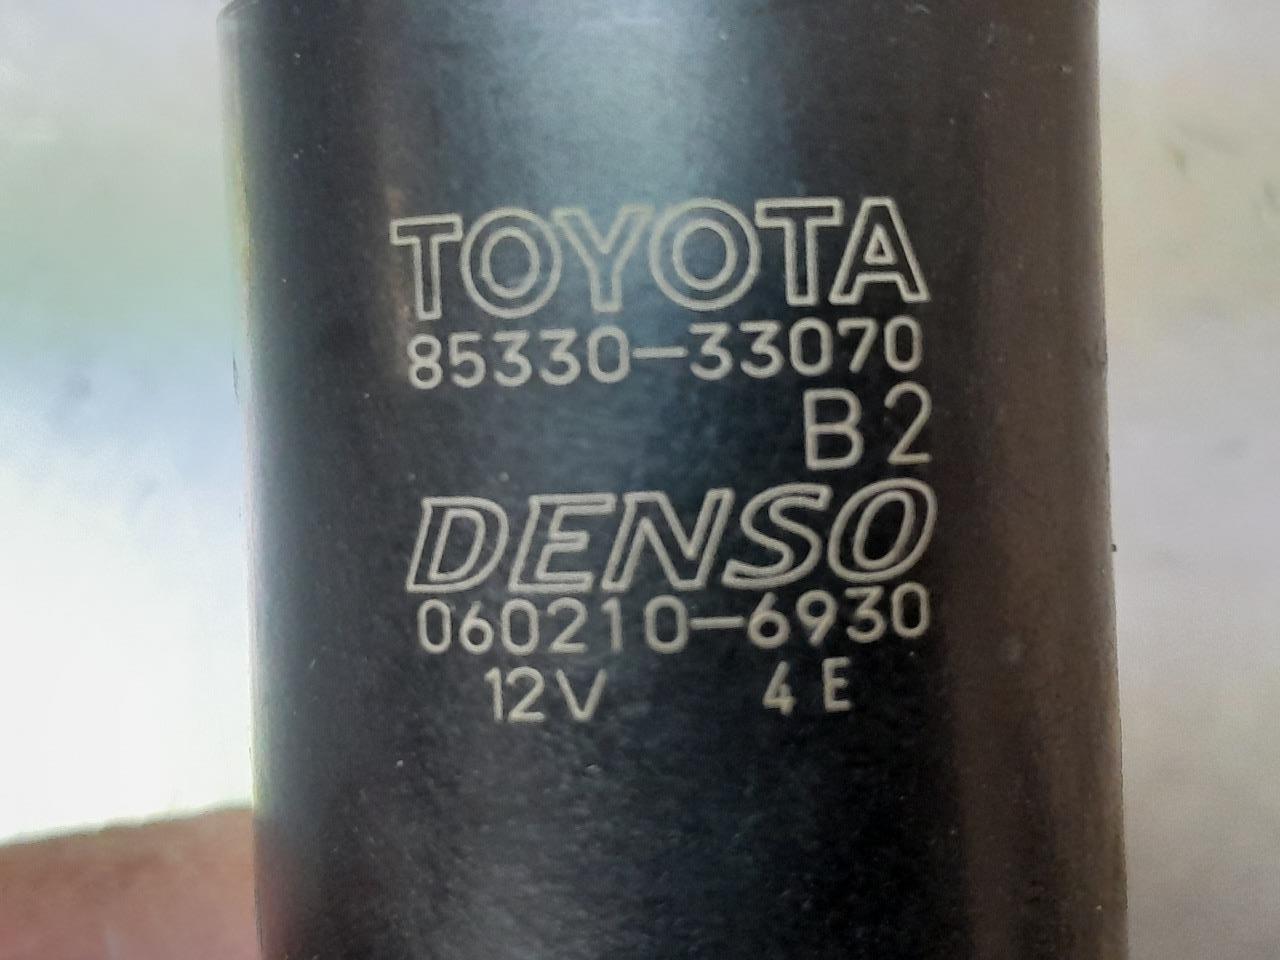 TOYOTA
85330-33070
B2
DENSO
060210-6930
12V 4E